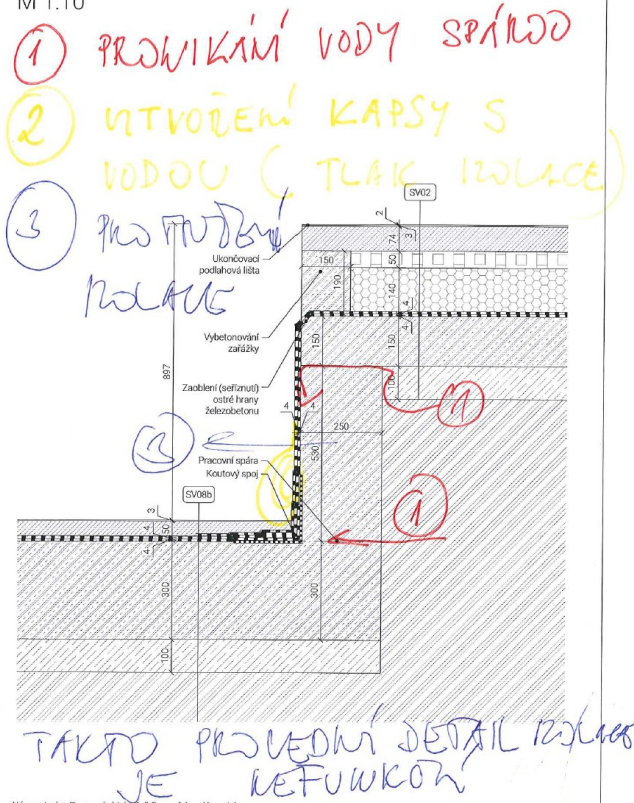 M 1:10
1 PRONIKÁNÍ VODY SPÁROU
2 VYTVOŘENÍ KAPSY S
VODOU ( TLAK IZOLACE)
3 PROTRŽENÍ
IZOLACE
SV02
2
3
74
50
150
190
140
4
4
150
100
Ukončovací
podlahová lišta
Vybetonování
zarážky
897
150
Zaoblení (seříznutí)
ostré hrany
železobetonu
4
4
1
250
530
3
Pracovní spára
Koutový spoj
SV08b
1
3
4
50
4
300
300
100
TAKTO PROVEDENÝ DETAIL IZOLACE
JE NEFUNKČNÍ